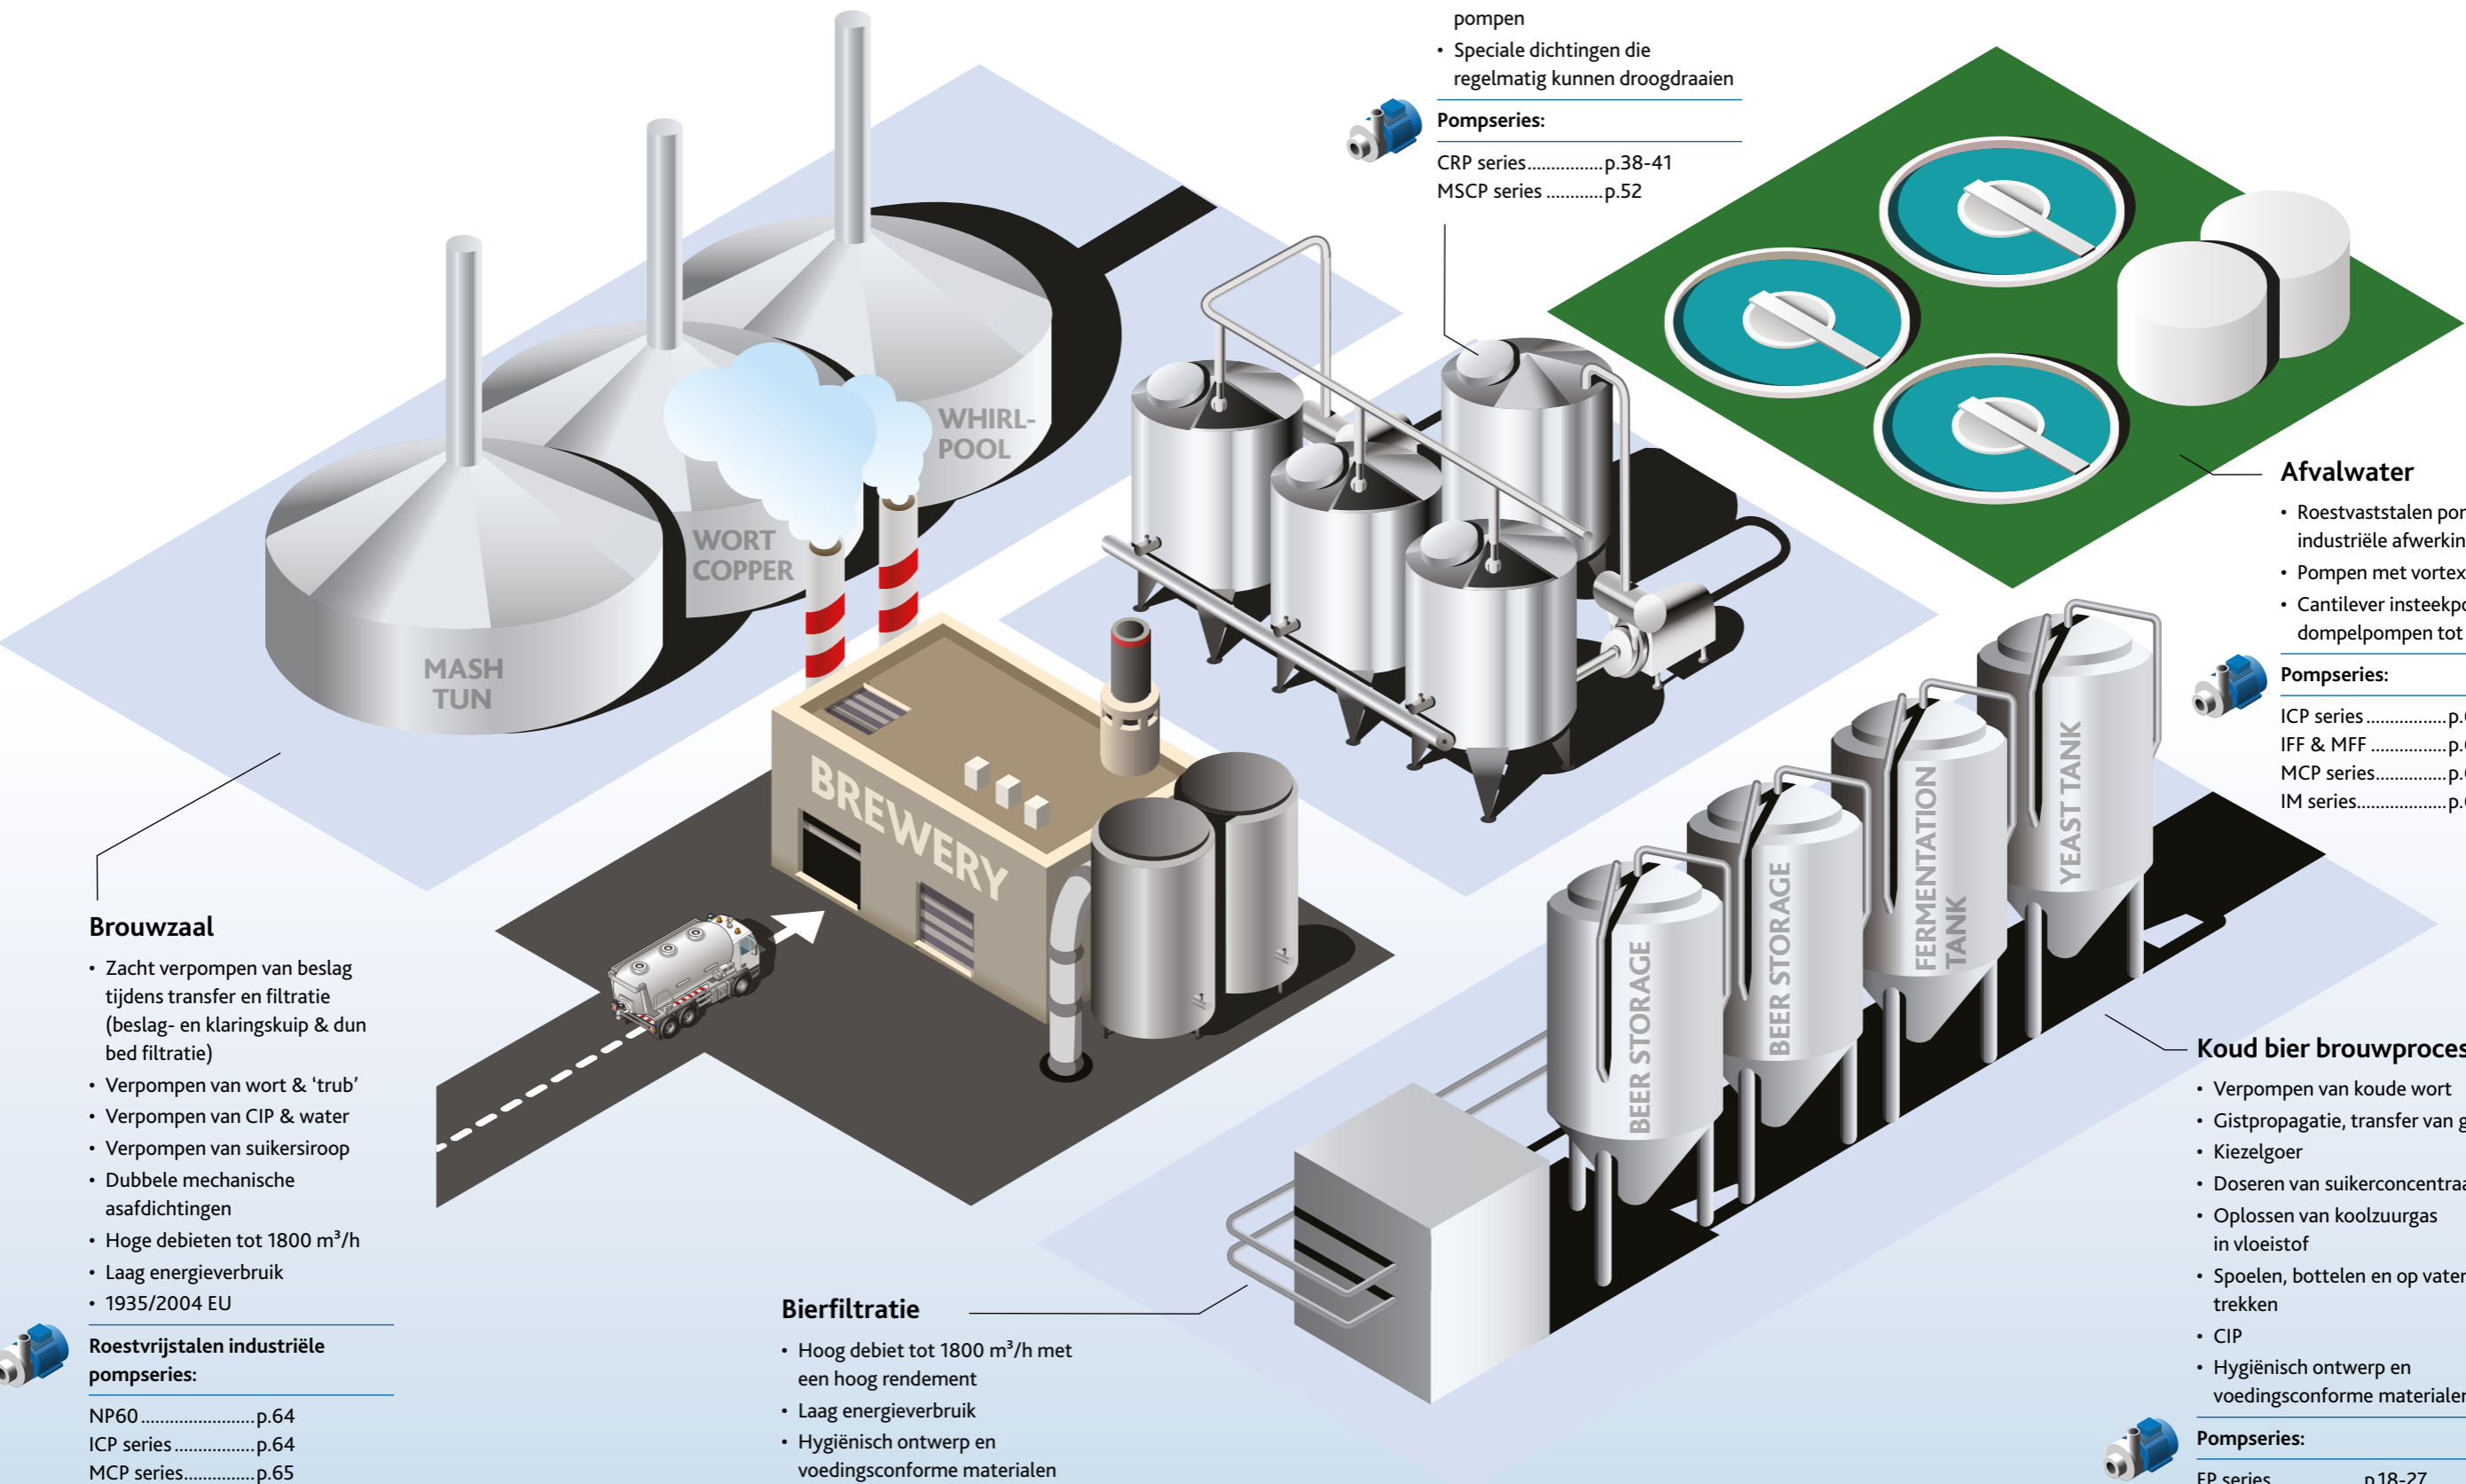 pompen
• Speciale dichtingen die
regelmatig kunnen droogdraaien
Pompseries:
CRP series................p.38-41
MSCP series ............p.52
WHIRL-
POOL
WORT
COPPER
MASH
TUN
BREWERY
Afvalwater
• Roestvaststalen
industriële
• Pompen met vortex
• Cantilever
dompelpompen tot
Pompseries:
ICP series .................p.
IFF & MFF ................p.
MCP series...............p.
IM series...................p.
YEAST TANK
FERMENTATION
TANK
BEER STORAGE
BEER STORAGE
Brouwzaal
• Zacht verpompen van beslag
tijdens transfer en filtratie
(beslag- en klaringskuip & dun
bed filtratie)
• Verpompen van wort & ‘trub’
• Verpompen van CIP & water
• Verpompen van suikersiroop
• Dubbele mechanische
asafdichtingen
• Hoge debieten tot 1800 m³/h
• Laag energieverbruik
• 1935/2004 EU
Roestvrijstalen industriële
pompseries:
NP60 ........................p.64
ICP series .................p.64
MCP series...............p.65
Bierfiltratie
• Hoog debiet tot 1800 m³/h met
een hoog rendement
• Laag energieverbruik
• Hygiënisch ontwerp en
voedingsconforme materialen
Koud bier
• Verpompen van koude wort
• Gistpropagatie, transfer van
• Kiezelgoer
• Doseren van
• Oplossen van koolzuurgas
in vloeistof
• Spoelen, bottelen en op vaten
trekken
• CIP
• Hygiënisch ontwerp en
voedingsconforme materialen
Pompseries:
FP series p.18-27